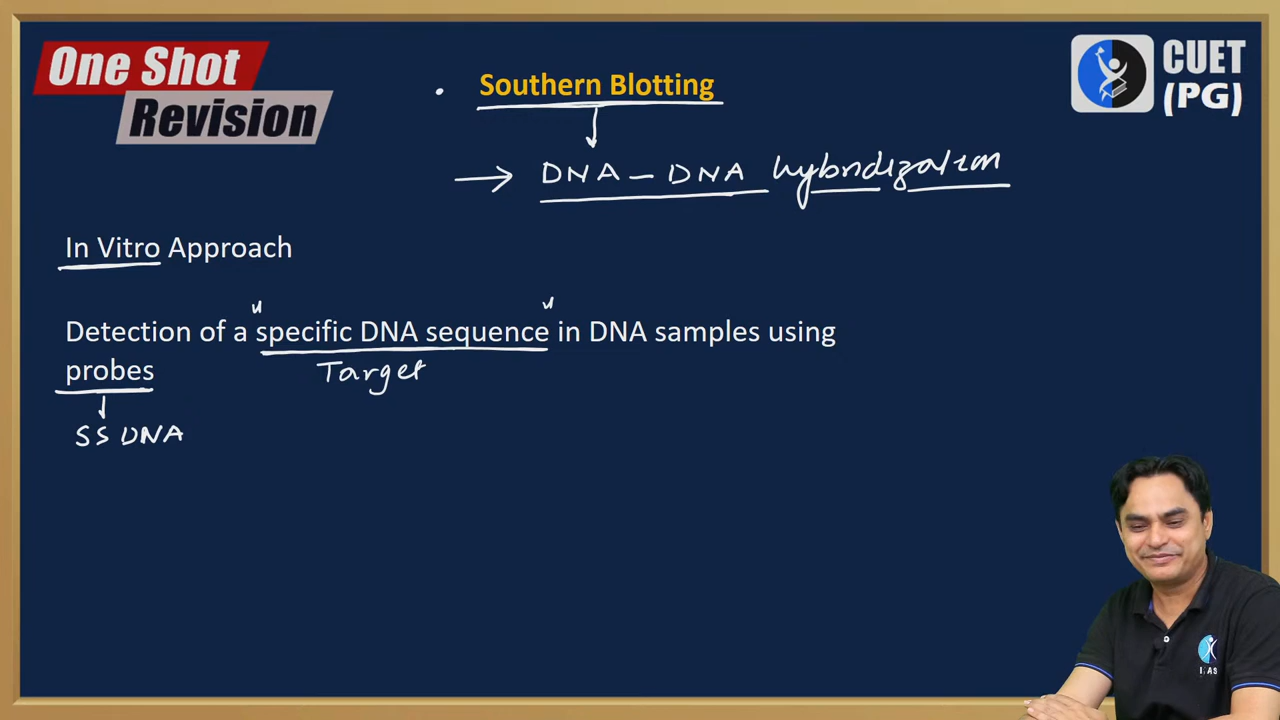 One Shot
Revision
CUET
(PG)
. Southern Blotting
→ DNA - DNA hybridization
In Vitro Approach
Detection of a specific DNA sequence in DNA samples using
probes
Target
SS DNA
IFAS